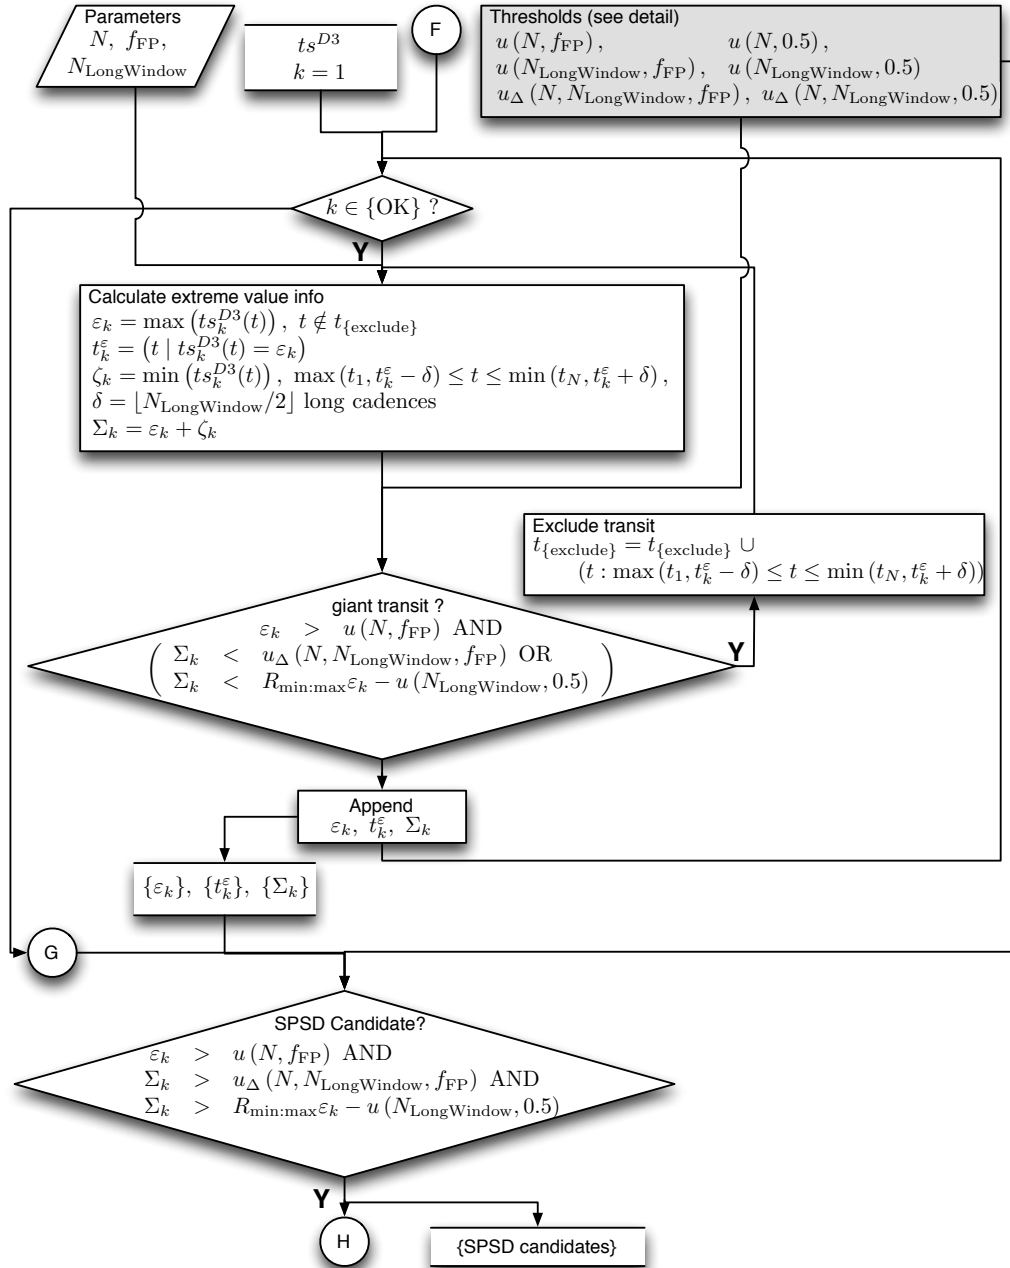 Parameters
N, f_FP,
N_LongWindow
ts^{D3}
k = 1
F
Thresholds (see detail)
u (N, f_FP) , u (N, 0.5) ,
u (N_LongWindow, f_FP) , u (N_LongWindow, 0.5)
u_Δ (N, N_LongWindow, f_FP) , u_Δ (N, N_LongWindow, 0.5)
k ∈ {OK} ?
Y
Calculate extreme value info
ε_k = max (ts_k^{D3}(t)) , t ∉ t_{exclude}
t_k^ε = (t | ts_k^{D3}(t) = ε_k)
ζ_k = min (ts_k^{D3}(t)) , max (t_1, t_k^ε − δ) ≤ t ≤ min (t_N, t_k^ε + δ) ,
δ = ⌊N_LongWindow/2⌋ long cadences
Σ_k = ε_k + ζ_k
Exclude transit
t_{exclude} = t_{exclude} ∪
(t : max (t_1, t_k^ε − δ) ≤ t ≤ min (t_N, t_k^ε + δ))
giant transit ?
ε_k > u (N, f_FP) AND
( Σ_k < u_Δ (N, N_LongWindow, f_FP) OR
Σ_k < R_min:max ε_k − u (N_LongWindow, 0.5) )
Y
Append
ε_k, t_k^ε, Σ_k
{ε_k}, {t_k^ε}, {Σ_k}
G
SPSD Candidate?
ε_k > u (N, f_FP) AND
Σ_k > u_Δ (N, N_LongWindow, f_FP) AND
Σ_k > R_min:max ε_k − u (N_LongWindow, 0.5)
Y
H
{SPSD candidates}